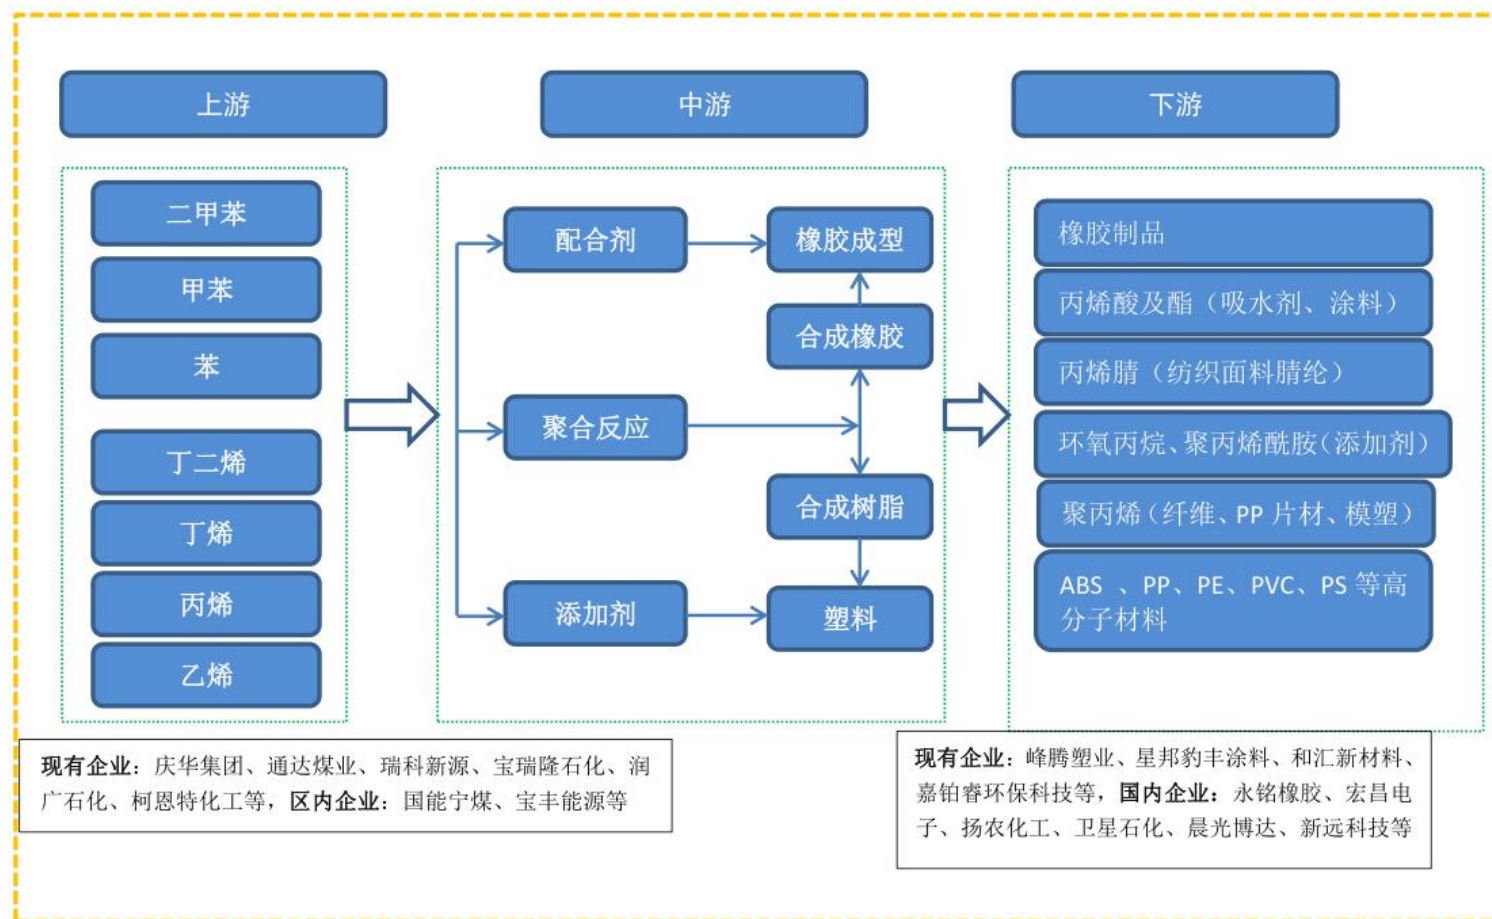 上游
中游
下游
二甲苯
甲苯
苯
丁二烯
丁烯
丙烯
乙烯
配合剂
橡胶成型
合成橡胶
聚合反应
合成树脂
添加剂
塑料
橡胶制品
丙烯酸及酯（吸水剂、涂料）
丙烯腈（纺织面料腈纶）
环氧丙烷、聚丙烯酰胺（添加剂）
聚丙烯（纤维、PP 片材、模塑）
ABS 、PP、PE、PVC、PS 等高
分子材料
现有企业：庆华集团、通达煤业、瑞科新源、宝瑞隆石化、润
广石化、柯恩特化工等，区内企业：国能宁煤、宝丰能源等
现有企业：峰腾塑业、星邦豹丰涂料、和汇新材料、
嘉铂睿环保科技等，国内企业：永铭橡胶、宏昌电
子、扬农化工、卫星石化、晨光博达、新远科技等